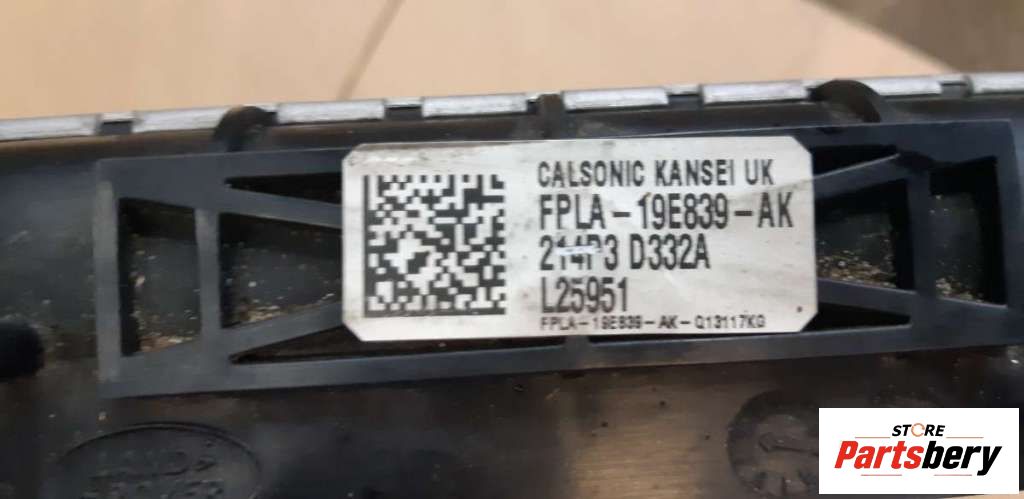 CALSONIC KANSEI UK
FPLA-19E839-AK
214P3 D332A
L25951
FPLA-19E839-AK-Q13117KG
STORE
Partsbery